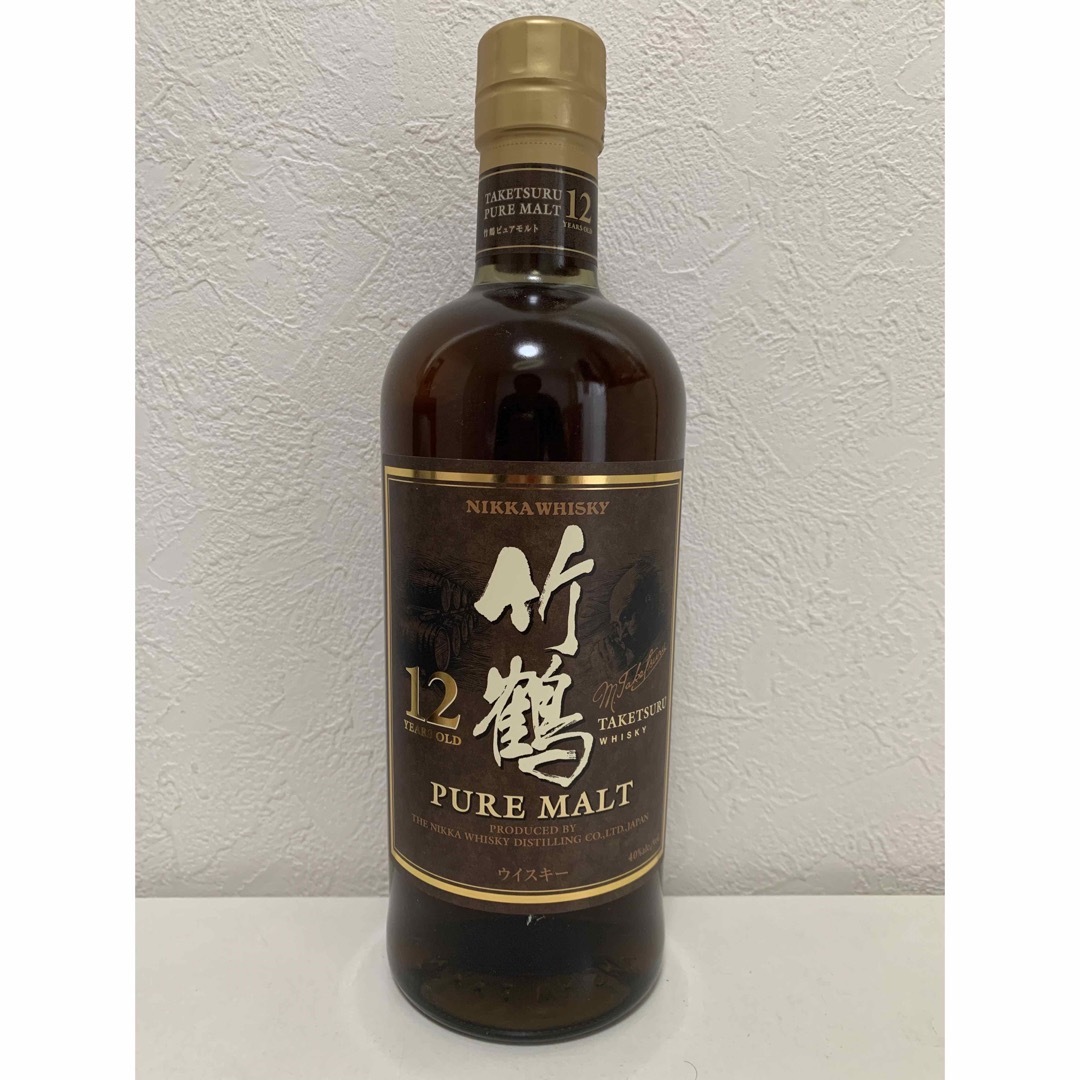 TAKETSURU
PURE MALT
12
YEARS OLD
竹鶴ピュアモルト
NIKKA WHISKY
竹鶴
12
YEARS OLD
M. Taketsuru
TAKETSURU
WHISKY
PURE MALT
PRODUCED BY
THE NIKKA WHISKY DISTILLING CO.,LTD.,JAPAN
ウイスキー